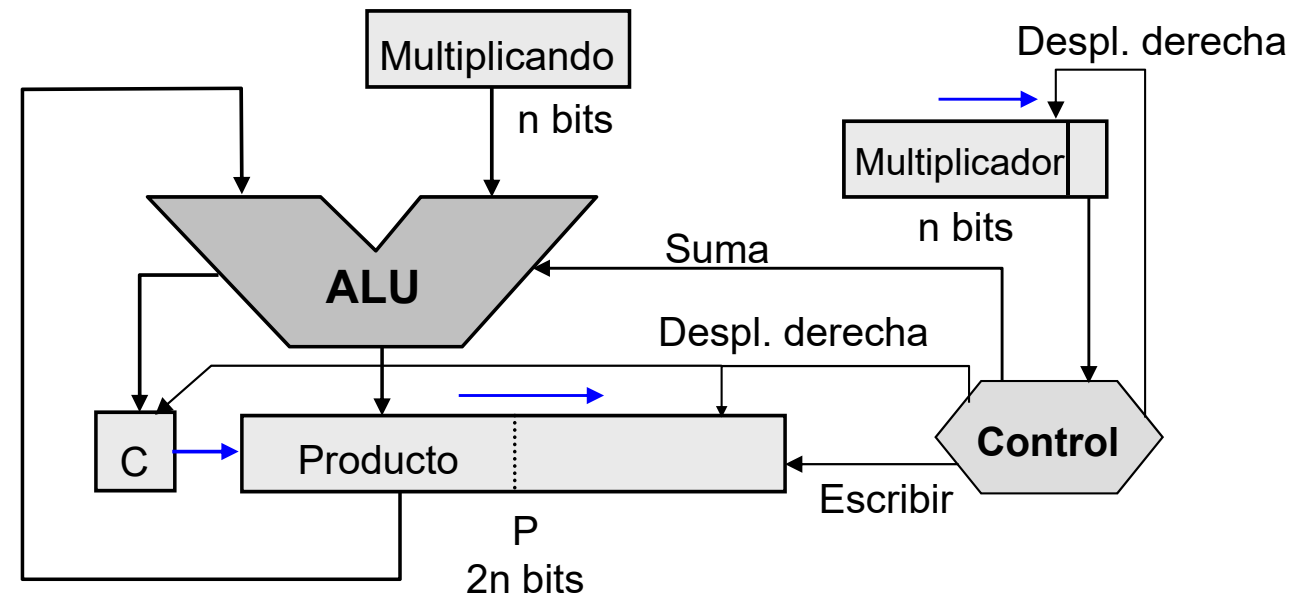 Despl. derecha
Multiplicando
n bits
Multiplicador
n bits
Suma
ALU
Despl. derecha
C
Producto
Control
Escribir
P
2n bits